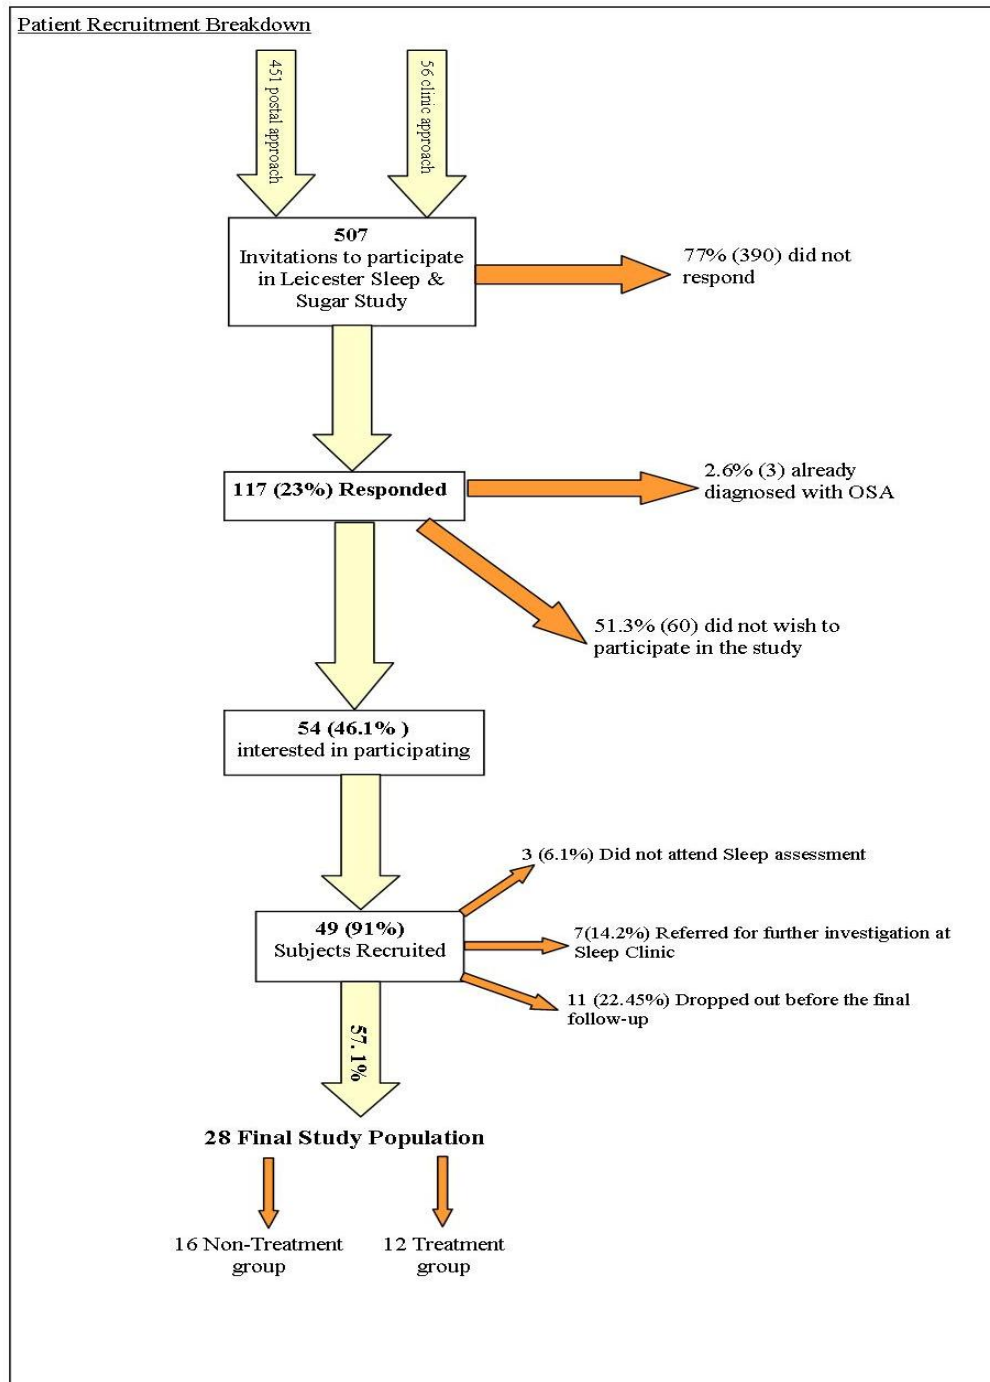 Patient Recruitment Breakdown
451 postal approach
56 clinic approach
507
Invitations to participate
in Leicester Sleep &
Sugar Study
77% (390) did not
respond
117 (23%) Responded
2.6% (3) already
diagnosed with OSA
51.3% (60) did not wish to
participate in the study
54 (46.1% )
interested in participating
3 (6.1%) Did not attend Sleep assessment
49 (91%)
Subjects Recruited
7(14.2%) Referred for further investigation at
Sleep Clinic
11 (22.45%) Dropped out before the final
follow-up
57.1%
28 Final Study Population
16 Non-Treatment
group
12 Treatment
group